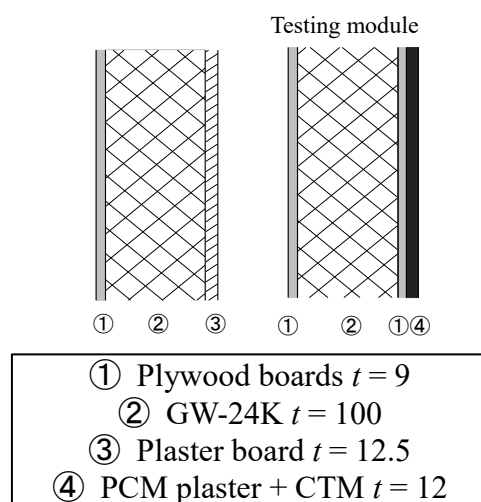 Testing module
① ② ③ ① ② ①④
① Plywood boards t = 9
② GW-24K t = 100
③ Plaster board t = 12.5
④ PCM plaster + CTM t = 12